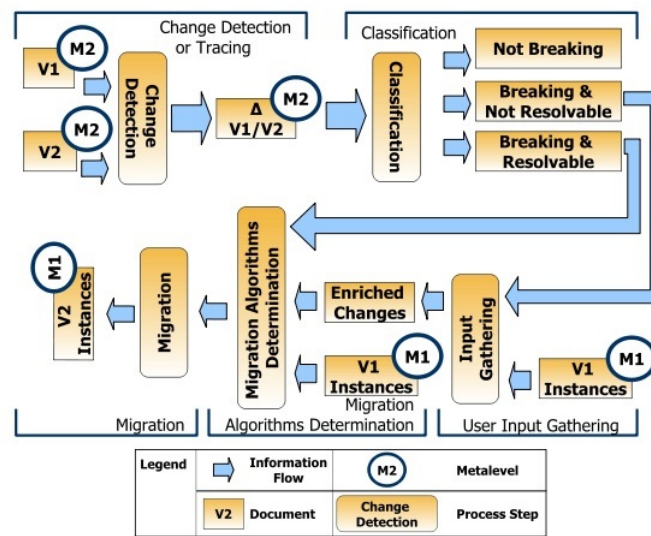 Change Detection
or Tracing
Classification
M2
V1
M2
V2
Change
Detection
Δ
V1/V2
M2
Classification
Not Breaking
Breaking &
Not Resolvable
Breaking &
Resolvable
M1
V2
Instances
Migration
Migration Algorithms
Determination
Enriched
Changes
V1
Instances
M1
Input
Gathering
V1
Instances
M1
Migration
Migration
Algorithms Determination
User Input Gathering
Legend
Information
Flow
M2
Metalevel
V2
Document
Change
Detection
Process Step